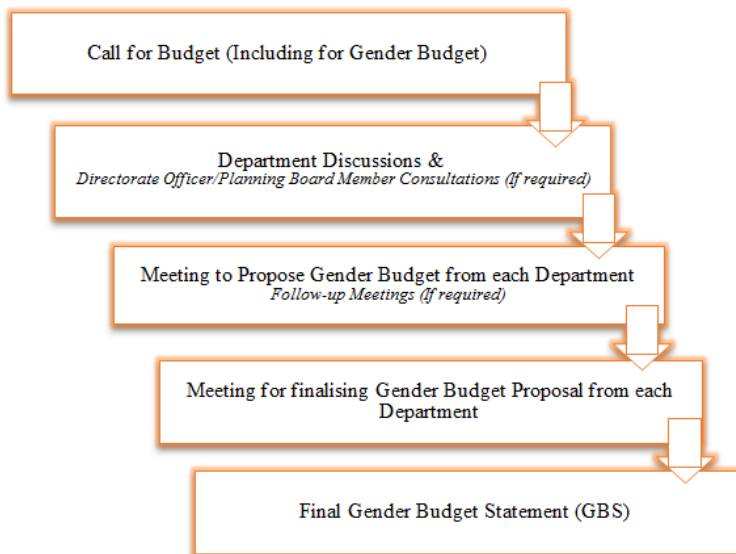 Call for Budget (Including for Gender Budget)
Department Discussions &
Directorate Officer/Planning Board Member Consultations (If required)
Meeting to Propose Gender Budget from each Department
Follow-up Meetings (If required)
Meeting for finalising Gender Budget Proposal from each
Department
Final Gender Budget Statement (GBS)